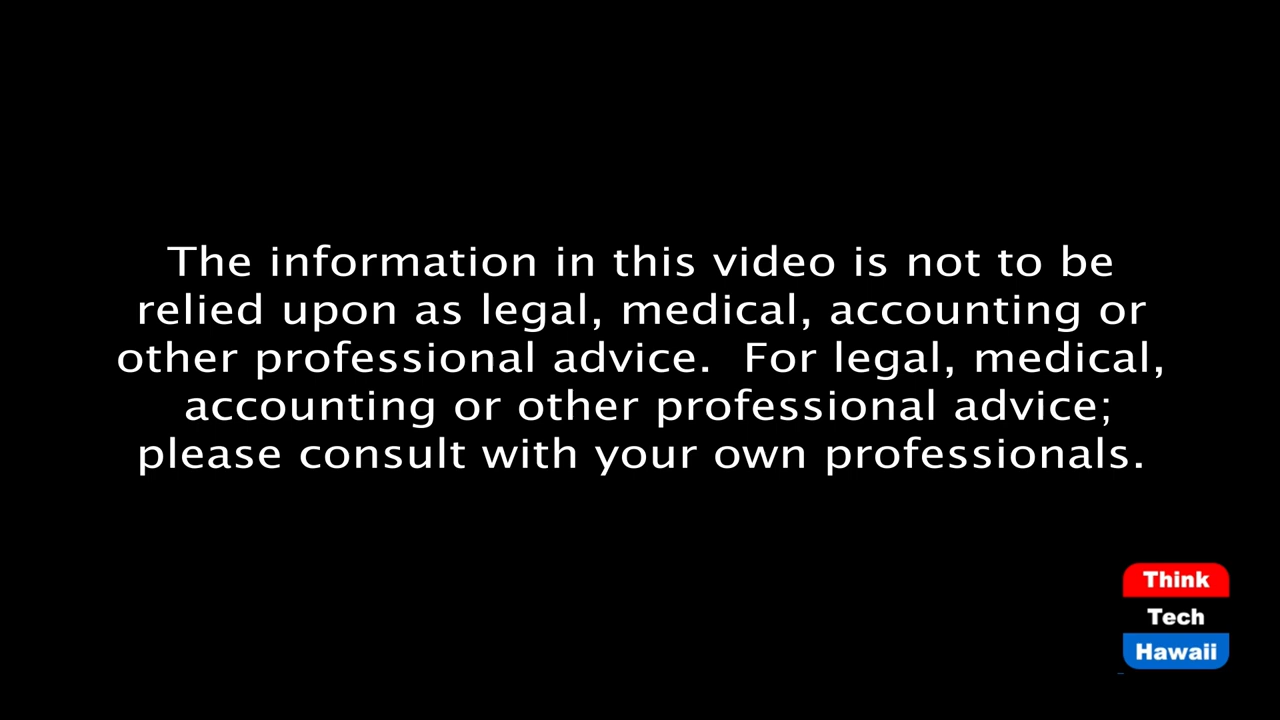 The information in this video is not to be
relied upon as legal, medical, accounting or
other professional advice.  For legal, medical,
accounting or other professional advice;
please consult with your own professionals.
Think
Tech
Hawaii